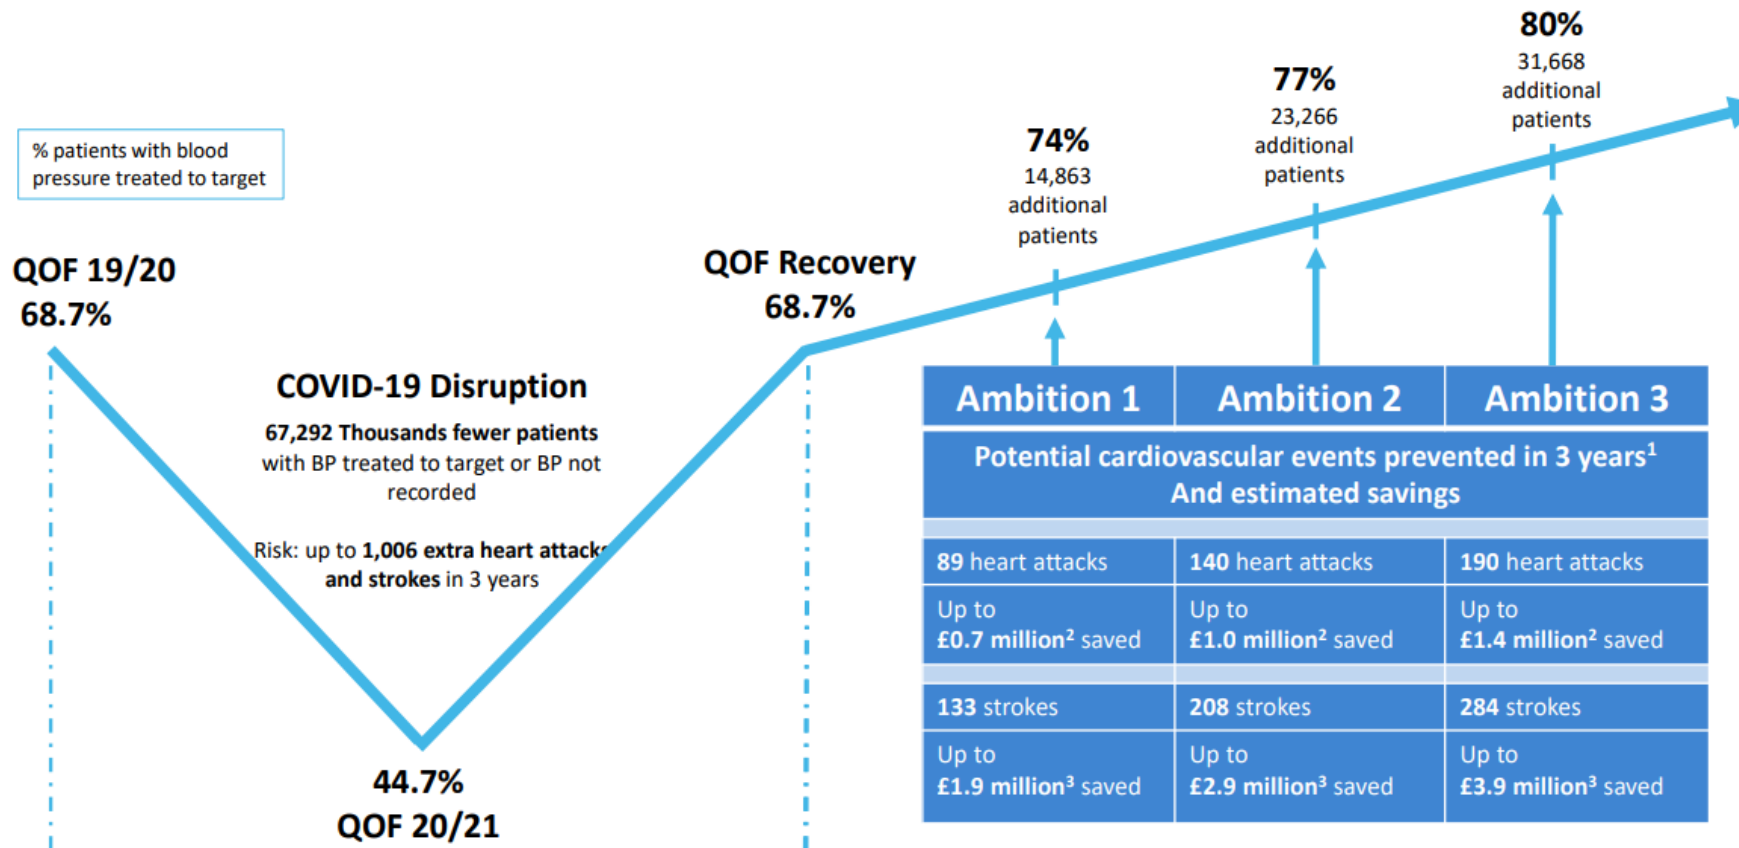 % patients with blood
pressure treated to target
QOF 19/20
68.7%
COVID-19 Disruption
67,292 Thousands fewer patients
with BP treated to target or BP not
recorded
Risk: up to 1,006 extra heart attacks
and strokes in 3 years
44.7%
QOF 20/21
QOF Recovery
68.7%
74%
14,863
additional
patients
77%
23,266
additional
patients
80%
31,668
additional
patients
Ambition 1 Ambition 2 Ambition 3
Potential cardiovascular events prevented in 3 years¹
And estimated savings
89 heart attacks 140 heart attacks 190 heart attacks
Up to Up to Up to
£0.7 million² saved £1.0 million² saved £1.4 million² saved
133 strokes 208 strokes 284 strokes
Up to Up to Up to
£1.9 million³ saved £2.9 million³ saved £3.9 million³ saved